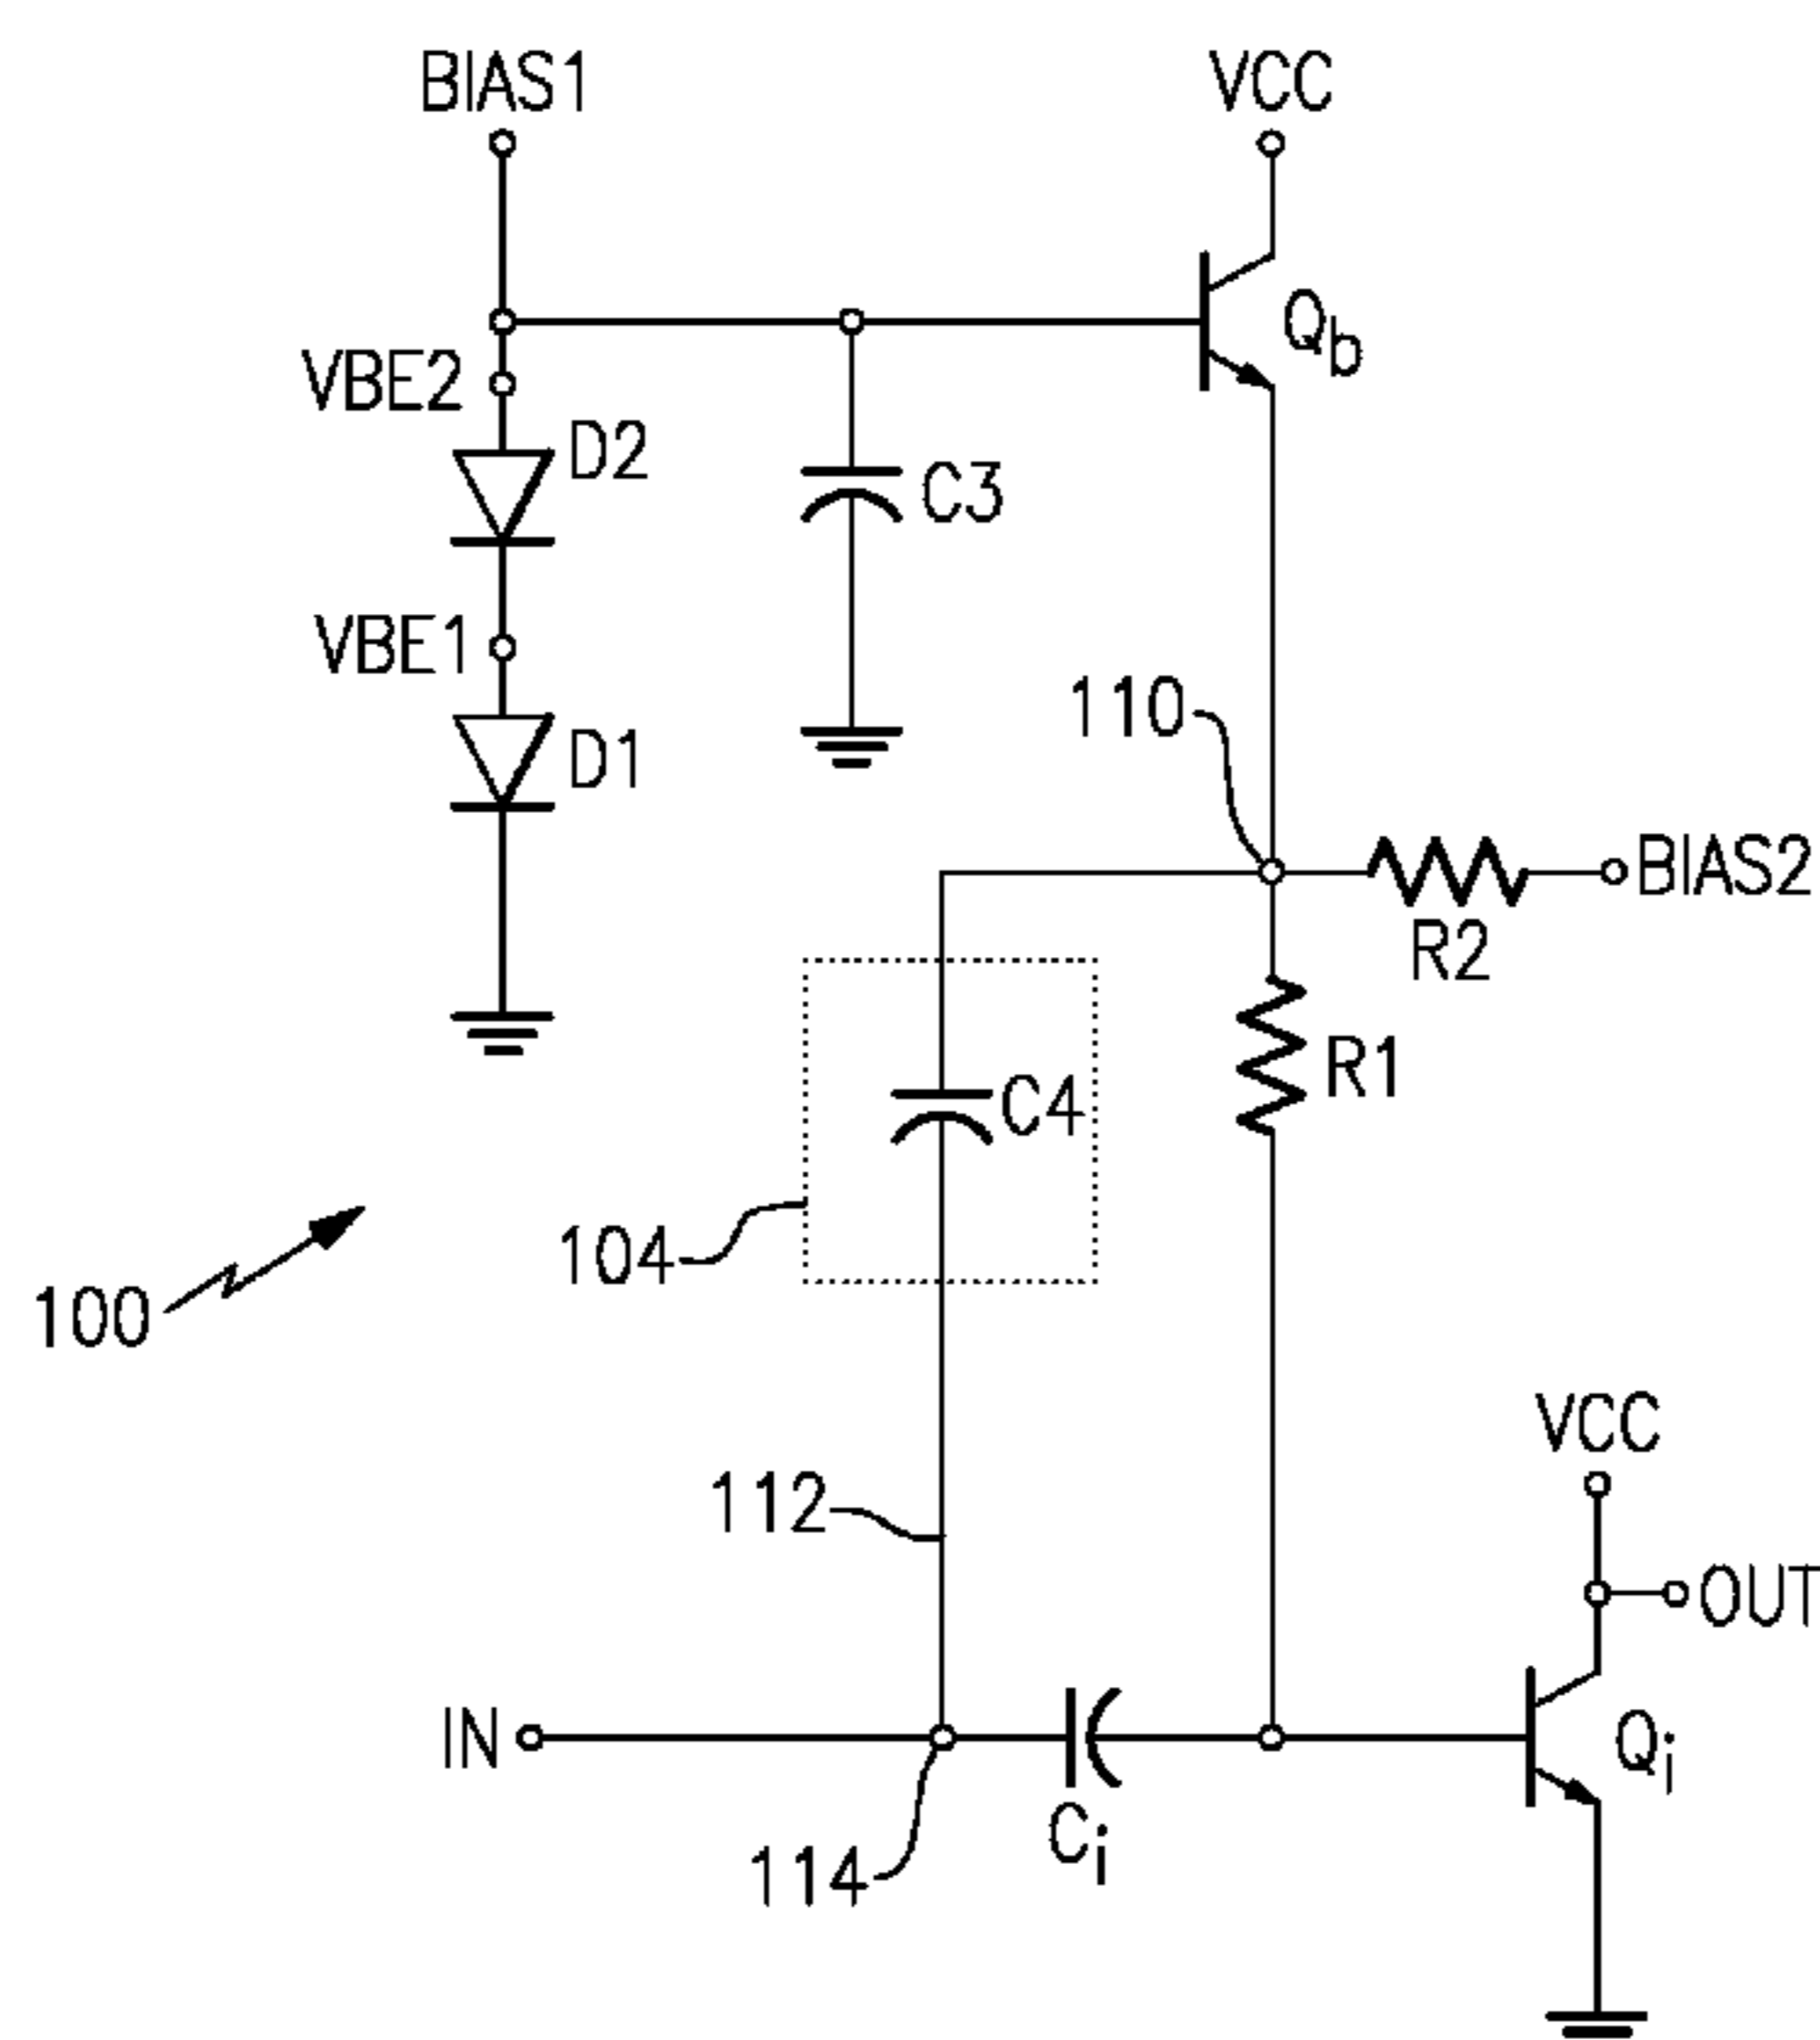 BIAS1
VCC
Qb
VBE2
D2
C3
VBE1
D1
110
BIAS2
R2
R1
C4
104
100
112
VCC
OUT
IN
Qi
Ci
114